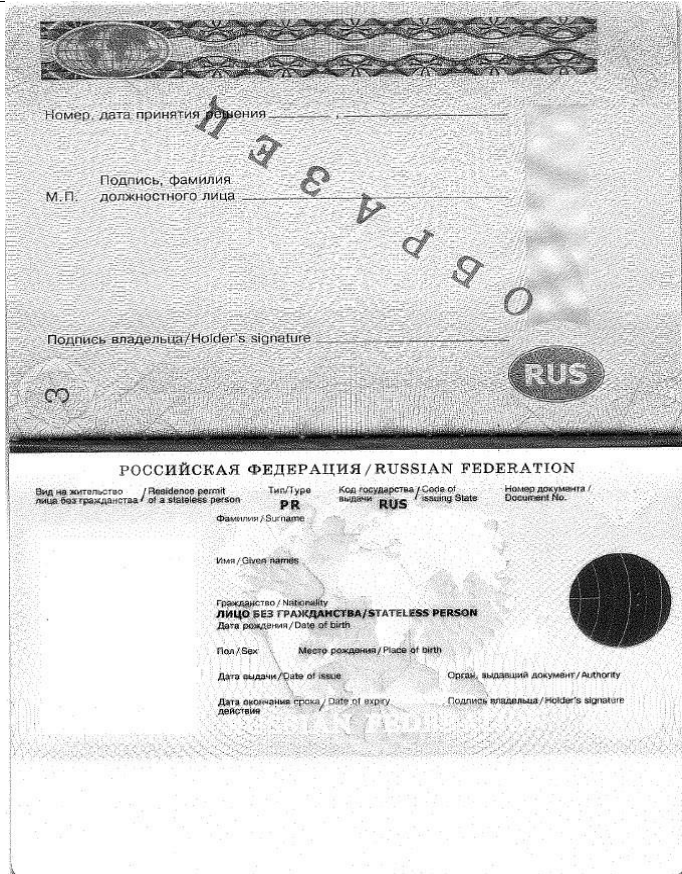 Номер, дата принятия решения ________ , ________
Подпись, фамилия
М.П. должностного лица ________
ОБРАЗЕЦ
Подпись владельца/Holder's signature ________
RUS
3
РОССИЙСКАЯ ФЕДЕРАЦИЯ/RUSSIAN FEDERATION
Вид на жительство / Residence permit Тип/Type Код государства / Code of Номер документа /
лица без гражданства / of a stateless person PR выдачи RUS issuing State Document No.
Фамилия/Surname
Имя/Given names
Гражданство/Nationality
ЛИЦО БЕЗ ГРАЖДАНСТВА/STATELESS PERSON
Дата рождения/Date of birth
Пол/Sex Место рождения/Place of birth
Дата выдачи/Date of issue Орган, выдавший документ/Authority
Дата окончания срока / Date of expiry Подпись владельца/Holder's signature
действия